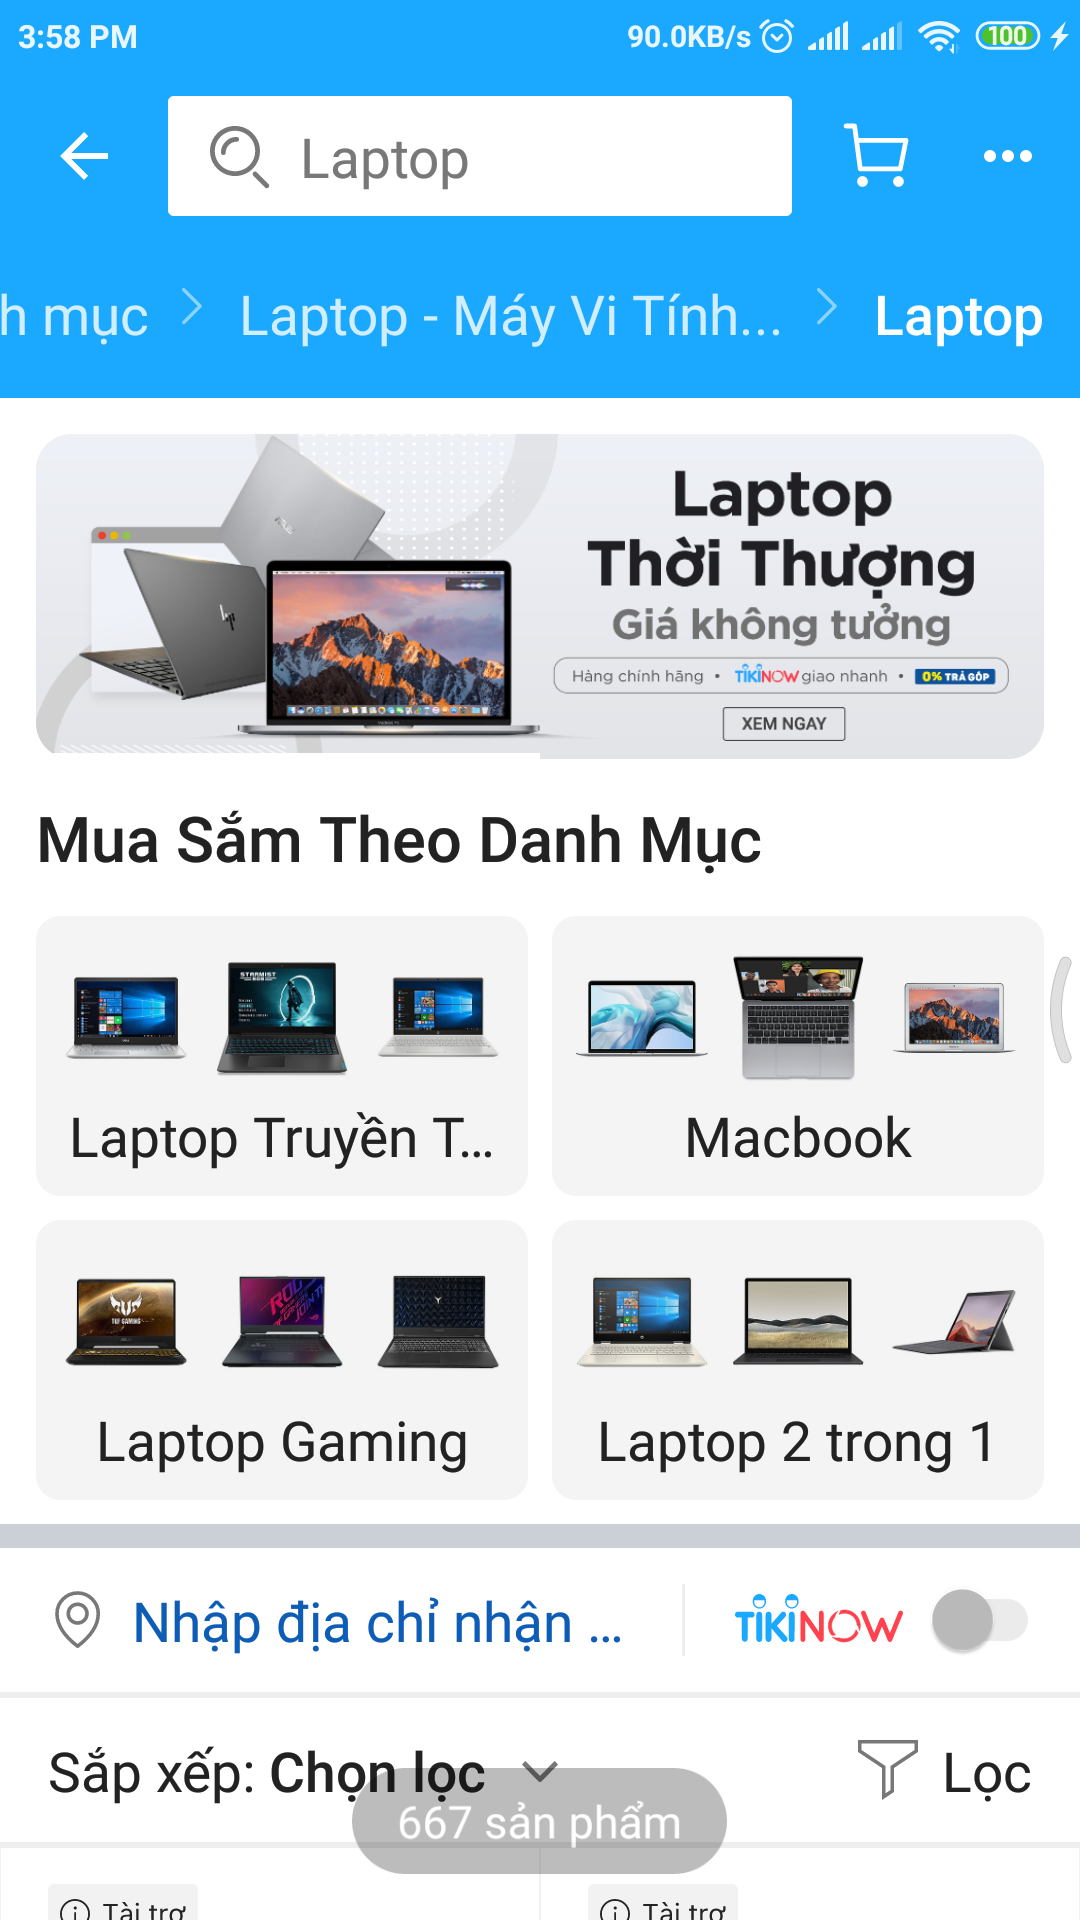 3:58 PM
90.0KB/s
100
Laptop
h mục
Laptop - Máy Vi Tính...
Laptop
Laptop
Thời Thượng
Giá không tưởng
Hàng chính hãng • TIKINOW giao nhanh • 0% TRẢ GÓP
XEM NGAY
Mua Sắm Theo Danh Mục
Laptop Truyền T...
Macbook
TUF GAMING
Laptop Gaming
Laptop 2 trong 1
Nhập địa chỉ nhận ...
TIKINOW
Sắp xếp: Chọn lọc
Lọc
667 sản phẩm
Tài trợ
Tài trợ